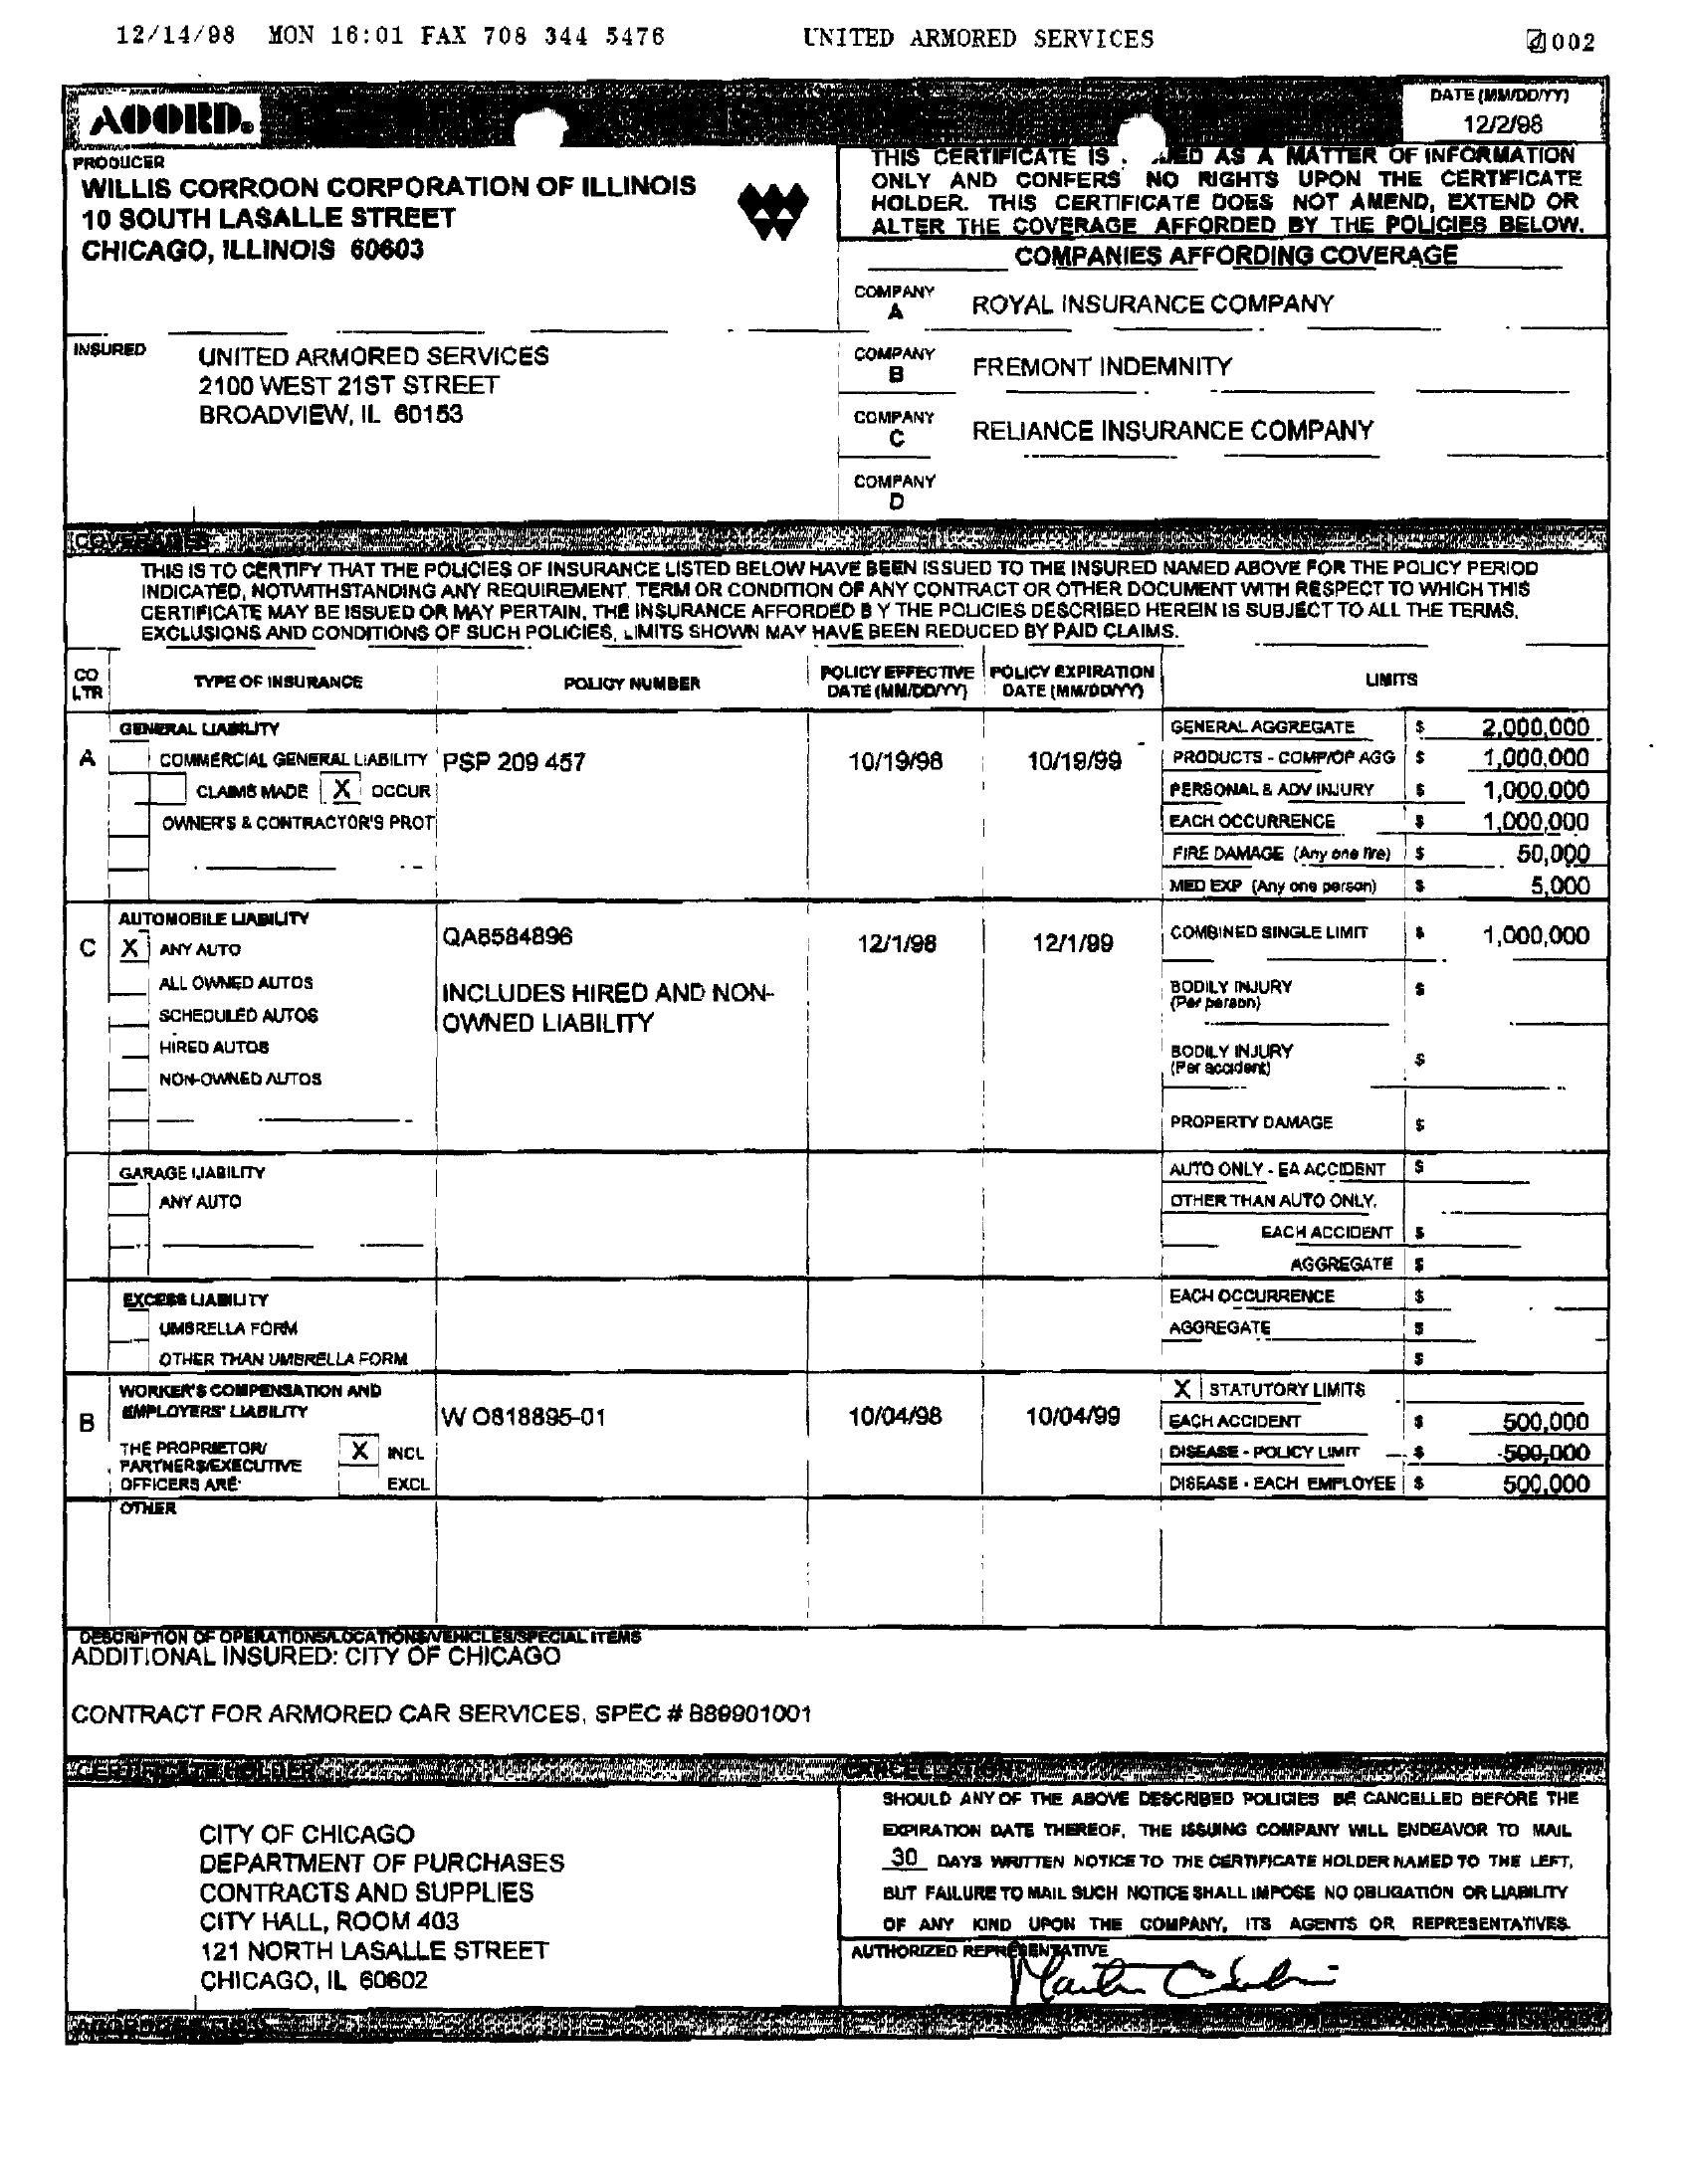 12/14/98 MON 16:01 FAX 708 344 5476 UNITED ARMORED SERVICES 002
ACORD.
DATE (MM/DD/YY)
12/2/98
PRODUCER
WILLIS CORROON CORPORATION OF ILLINOIS
10 SOUTH LASALLE STREET
CHICAGO, ILLINOIS 60603
THIS CERTIFICATE IS AS A MATTER OF INFORMATION
ONLY AND CONFERS NO RIGHTS UPON THE CERTIFICATE
HOLDER. THIS CERTIFICATE DOES NOT AMEND, EXTEND OR
ALTER THE COVERAGE AFFORDED BY THE POLICIES BELOW.
COMPANIES AFFORDING COVERAGE
COMPANY
A ROYAL INSURANCE COMPANY
INSURED
UNITED ARMORED SERVICES
2100 WEST 21ST STREET
BROADVIEW, IL 60153
COMPANY
B FREMONT INDEMNITY
COMPANY
C RELIANCE INSURANCE COMPANY
COMPANY
D
COVERAGES
THIS IS TO CERTIFY THAT THE POLICIES OF INSURANCE LISTED BELOW HAVE BEEN ISSUED TO THE INSURED NAMED ABOVE FOR THE POLICY PERIOD
INDICATED, NOTWITHSTANDING ANY REQUIREMENT, TERM OR CONDITION OF ANY CONTRACT OR OTHER DOCUMENT WITH RESPECT TO WHICH THIS
CERTIFICATE MAY BE ISSUED OR MAY PERTAIN, THE INSURANCE AFFORDED B Y THE POLICIES DESCRIBED HEREIN IS SUBJECT TO ALL THE TERMS,
EXCLUSIONS AND CONDITIONS OF SUCH POLICIES, LIMITS SHOWN MAY HAVE BEEN REDUCED BY PAID CLAIMS.
CO LTR TYPE OF INSURANCE POLICY NUMBER POLICY EFFECTIVE DATE (MM/DD/YY) POLICY EXPIRATION DATE (MM/DD/YY) LIMITS
GENERAL LIABILITY GENERAL AGGREGATE $ 2,000,000
A COMMERCIAL GENERAL LIABILITY PSP 209 457 10/19/98 10/19/99 PRODUCTS - COMP/OP AGG $ 1,000,000
CLAIMS MADE X OCCUR PERSONAL & ADV INJURY $ 1,000,000
OWNER'S & CONTRACTOR'S PROT EACH OCCURRENCE $ 1,000,000
FIRE DAMAGE (Any one fire) $ 50,000
MED EXP (Any one person) $ 5,000
AUTOMOBILE LIABILITY
C X ANY AUTO QA8584896 12/1/98 12/1/99 COMBINED SINGLE LIMIT $ 1,000,000
ALL OWNED AUTOS INCLUDES HIRED AND NON- BODILY INJURY (Per person) $
SCHEDULED AUTOS OWNED LIABILITY
HIRED AUTOS BODILY INJURY (Per accident) $
NON-OWNED AUTOS
PROPERTY DAMAGE $
GARAGE LIABILITY AUTO ONLY - EA ACCIDENT $
ANY AUTO OTHER THAN AUTO ONLY.
EACH ACCIDENT $
AGGREGATE $
EXCESS LIABILITY EACH OCCURRENCE $
UMBRELLA FORM AGGREGATE $
OTHER THAN UMBRELLA FORM $
WORKER'S COMPENSATION AND X STATUTORY LIMITS
B EMPLOYERS' LIABILITY W O818895-01 10/04/98 10/04/99 EACH ACCIDENT $ 500,000
THE PROPRIETOR/ X INCL DISEASE - POLICY LIMIT $ 500,000
PARTNERS/EXECUTIVE
OFFICERS ARE: EXCL DISEASE - EACH EMPLOYEE $ 500,000
OTHER
DESCRIPTION OF OPERATIONS/LOCATIONS/VEHICLES/SPECIAL ITEMS
ADDITIONAL INSURED: CITY OF CHICAGO
CONTRACT FOR ARMORED CAR SERVICES, SPEC # B89901001
CERTIFICATE HOLDER
CITY OF CHICAGO
DEPARTMENT OF PURCHASES
CONTRACTS AND SUPPLIES
CITY HALL, ROOM 403
121 NORTH LASALLE STREET
CHICAGO, IL 60602
CANCELLATION
SHOULD ANY OF THE ABOVE DESCRIBED POLICIES BE CANCELLED BEFORE THE
EXPIRATION DATE THEREOF, THE ISSUING COMPANY WILL ENDEAVOR TO MAIL
30 DAYS WRITTEN NOTICE TO THE CERTIFICATE HOLDER NAMED TO THE LEFT,
BUT FAILURE TO MAIL SUCH NOTICE SHALL IMPOSE NO OBLIGATION OR LIABILITY
OF ANY KIND UPON THE COMPANY, ITS AGENTS OR REPRESENTATIVES.
AUTHORIZED REPRESENTATIVE